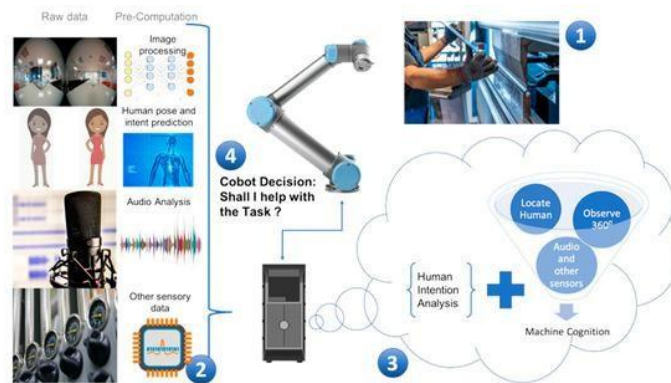 Raw data
Pre-Computation
Image
processing
Human pose and
intent prediction
Audio Analysis
Other sensory
data
2
4
Cobot Decision:
Shall I help with
the Task ?
1
Locate
Human
Observe
360⁰
Audio and
other
sensors
Human
Intention
Analysis
Machine Cognition
3